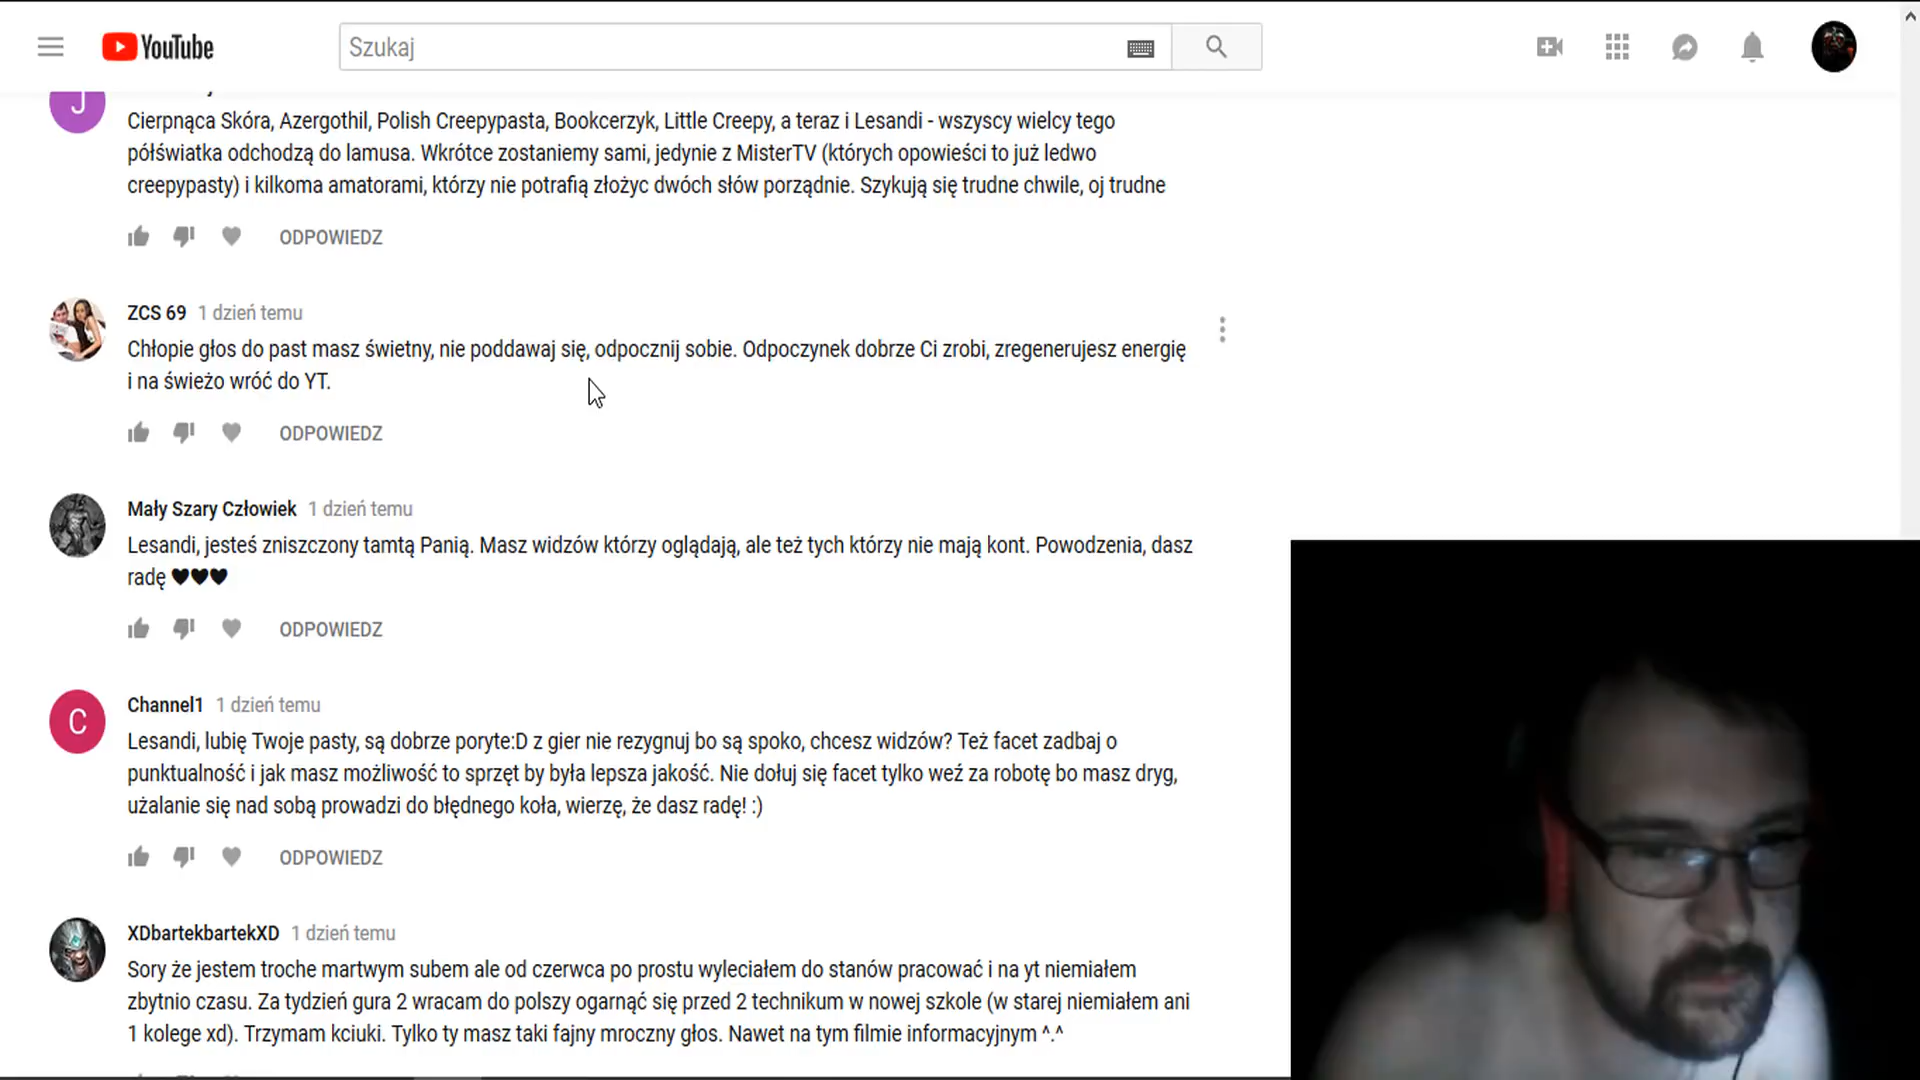 YouTube
Szukaj
J
Cierpnąca Skóra, Azergothil, Polish Creepypasta, Bookcerzyk, Little Creepy, a teraz i Lesandi - wszyscy wielcy tego
półświatka odchodzą do lamusa. Wkrótce zostaniemy sami, jedynie z MisterTV (których opowieści to już ledwo
creepypasty) i kilkoma amatorami, którzy nie potrafią złożyc dwóch słów porządnie. Szykują się trudne chwile, oj trudne
ODPOWIEDZ
ZCS 69 1 dzień temu
Chłopie głos do past masz świetny, nie poddawaj się, odpocznij sobie. Odpoczynek dobrze Ci zrobi, zregenerujesz energię
i na świeżo wróć do YT.
ODPOWIEDZ
Mały Szary Człowiek 1 dzień temu
Lesandi, jesteś zniszczony tamtą Panią. Masz widzów którzy oglądają, ale też tych którzy nie mają kont. Powodzenia, dasz
radę ♥♥♥
ODPOWIEDZ
C
Channel1 1 dzień temu
Lesandi, lubię Twoje pasty, są dobrze poryte:D z gier nie rezygnuj bo są spoko, chcesz widzów? Też facet zadbaj o
punktualność i jak masz możliwość to sprzęt by była lepsza jakość. Nie dołuj się facet tylko weź za robotę bo masz dryg,
użalanie się nad sobą prowadzi do błędnego koła, wierzę, że dasz radę! :)
ODPOWIEDZ
XDbartekbartekXD 1 dzień temu
Sory że jestem troche martwym subem ale od czerwca po prostu wyleciałem do stanów pracować i na yt niemiałem
zbytnio czasu. Za tydzień gura 2 wracam do polszy ogarnąć się przed 2 technikum w nowej szkole (w starej niemiałem ani
1 kolege xd). Trzymam kciuki. Tylko ty masz taki fajny mroczny głos. Nawet na tym filmie informacyjnym ^.^